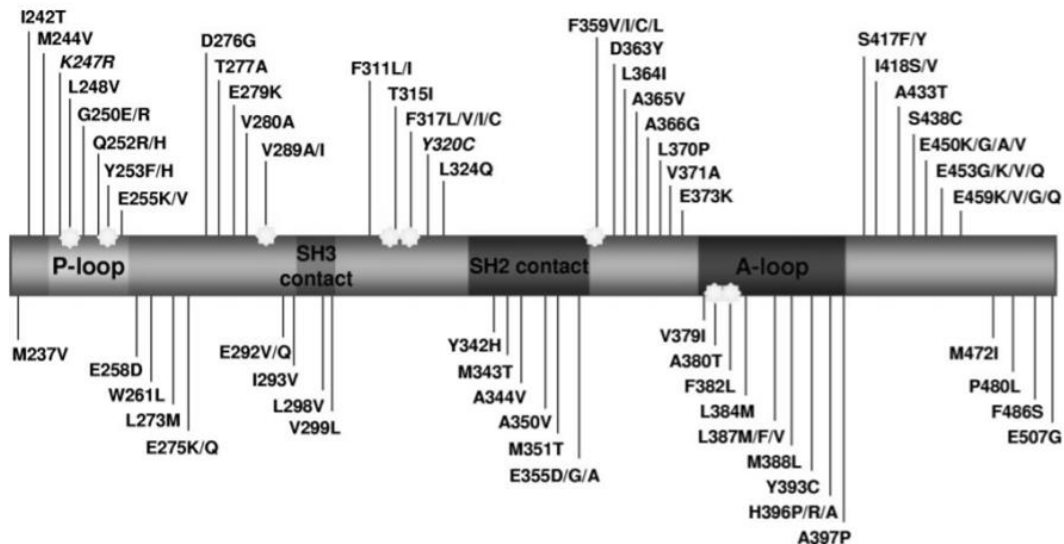 I242T
M244V
K247R
L248V
G250E/R
Q252R/H
Y253F/H
E255K/V
D276G
T277A
E279K
V280A
V289A/I
F311L/I
T315I
F317L/V/I/C
Y320C
L324Q
F359V/I/C/L
D363Y
L364I
A365V
A366G
L370P
V371A
E373K
S417F/Y
I418S/V
A433T
S438C
E450K/G/A/V
E453G/K/V/Q
E459K/V/G/Q
P-loop
SH3
contact
SH2 contact
A-loop
M237V
E258D
W261L
L273M
E275K/Q
E292V/Q
I293V
L298V
V299L
Y342H
M343T
A344V
A350V
M351T
E355D/G/A
V379I
A380T
F382L
L384M
L387M/F/V
M388L
Y393C
H396P/R/A
A397P
M472I
P480L
F486S
E507G